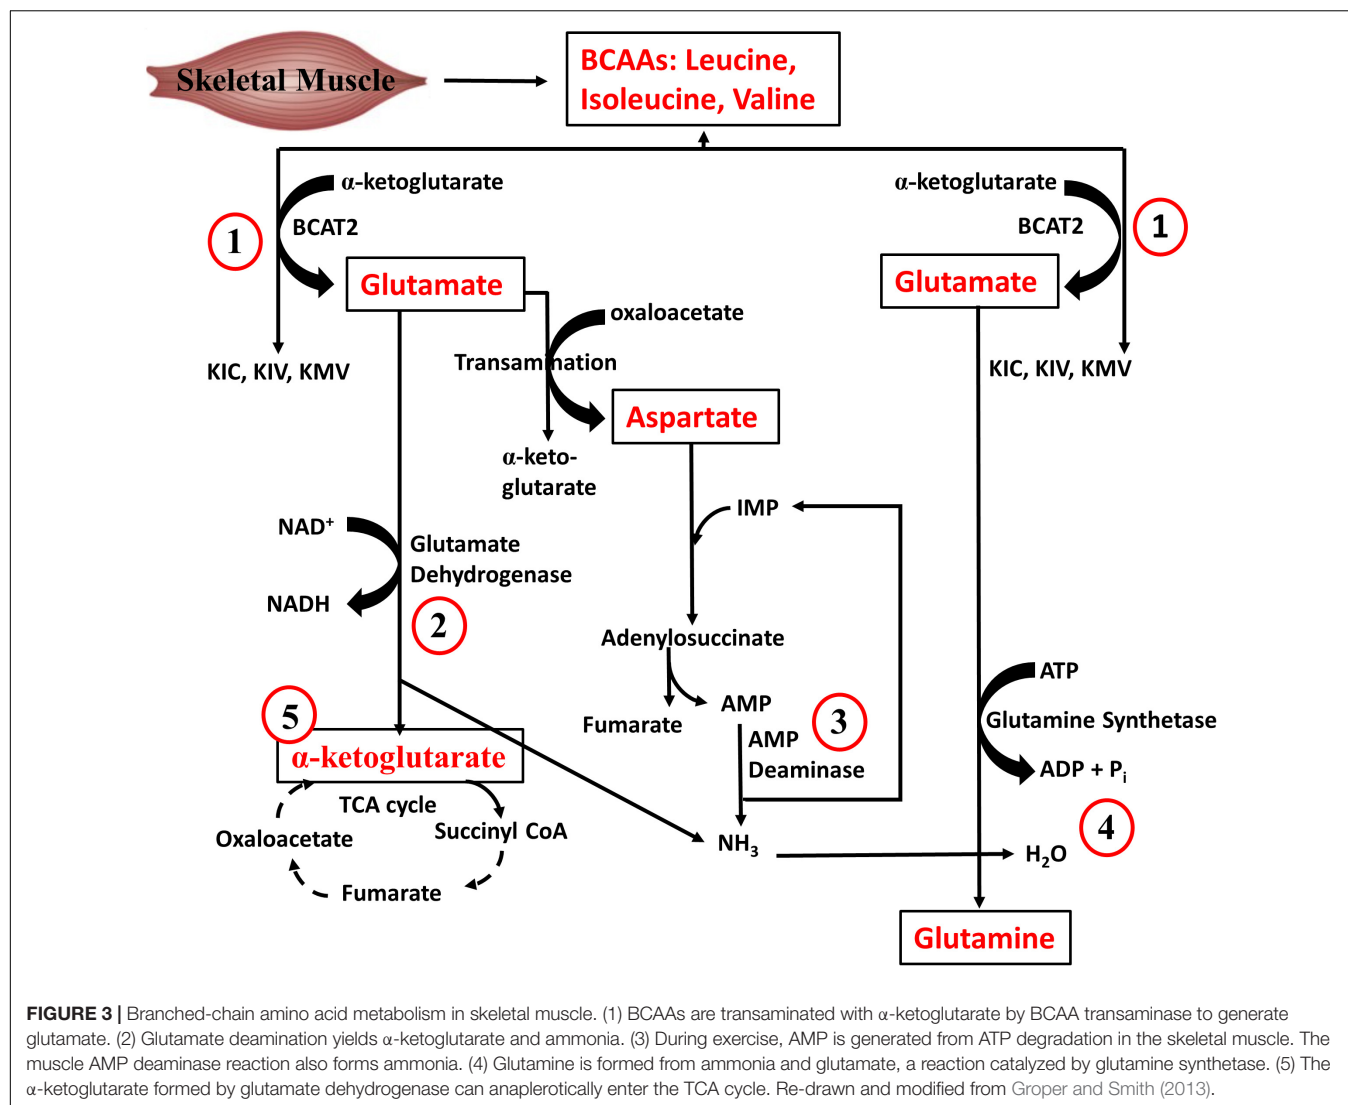 Skeletal Muscle
BCAAs: Leucine,
Isoleucine, Valine
α-ketoglutarate
α-ketoglutarate
1
BCAT2
BCAT2
1
Glutamate
Glutamate
oxaloacetate
Transamination
KIC, KIV, KMV
KIC, KIV, KMV
Aspartate
α-keto-
glutarate
IMP
NAD⁺
Glutamate
Dehydrogenase
NADH
2
Adenylosuccinate
ATP
5
Fumarate
AMP
3
Glutamine Synthetase
α-ketoglutarate
AMP
Deaminase
ADP + Pᵢ
TCA cycle
Oxaloacetate
Succinyl CoA
NH₃
H₂O
4
Fumarate
Glutamine
FIGURE 3 | Branched-chain amino acid metabolism in skeletal muscle. (1) BCAAs are transaminated with α-ketoglutarate by BCAA transaminase to generate
glutamate. (2) Glutamate deamination yields α-ketoglutarate and ammonia. (3) During exercise, AMP is generated from ATP degradation in the skeletal muscle. The
muscle AMP deaminase reaction also forms ammonia. (4) Glutamine is formed from ammonia and glutamate, a reaction catalyzed by glutamine synthetase. (5) The
α-ketoglutarate formed by glutamate dehydrogenase can anaplerotically enter the TCA cycle. Re-drawn and modified from Groper and Smith (2013).